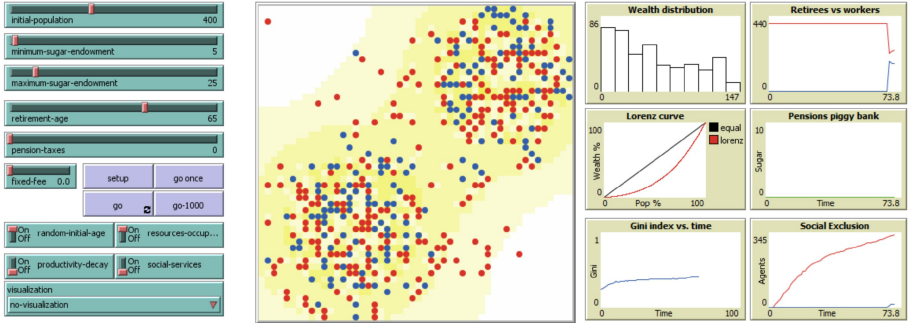 initial-population 400
minimum-sugar-endowment 5
maximum-sugar-endowment 25
retirement-age 65
pension-taxes 0
fixed-fee 0.0
setup
go once
go
go-1000
On
Off
random-initial-age
On
Off
resources-occup...
On
Off
productivity-decay
On
Off
social-services
visualization
no-visualization
Wealth distribution
86
0
0 147
Retirees vs workers
440
0
0 73.8
Lorenz curve
100
Wealth %
0
0 Pop % 100
equal
lorenz
Pensions piggy bank
10
Sugar
0
0 Time 73.8
Gini index vs. time
1
Gini
0
0 Time 100
Social Exclusion
345
Agents
0
0 Time 73.8